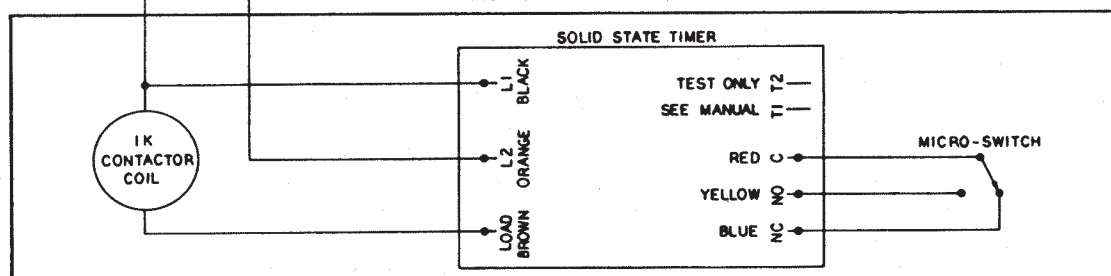 SOLID STATE TIMER
L1
BLACK
TEST ONLY T2
SEE MANUAL T1
1K
CONTACTOR
COIL
L2
ORANGE
RED C
MICRO-SWITCH
YELLOW NO
LOAD
BROWN
BLUE NC